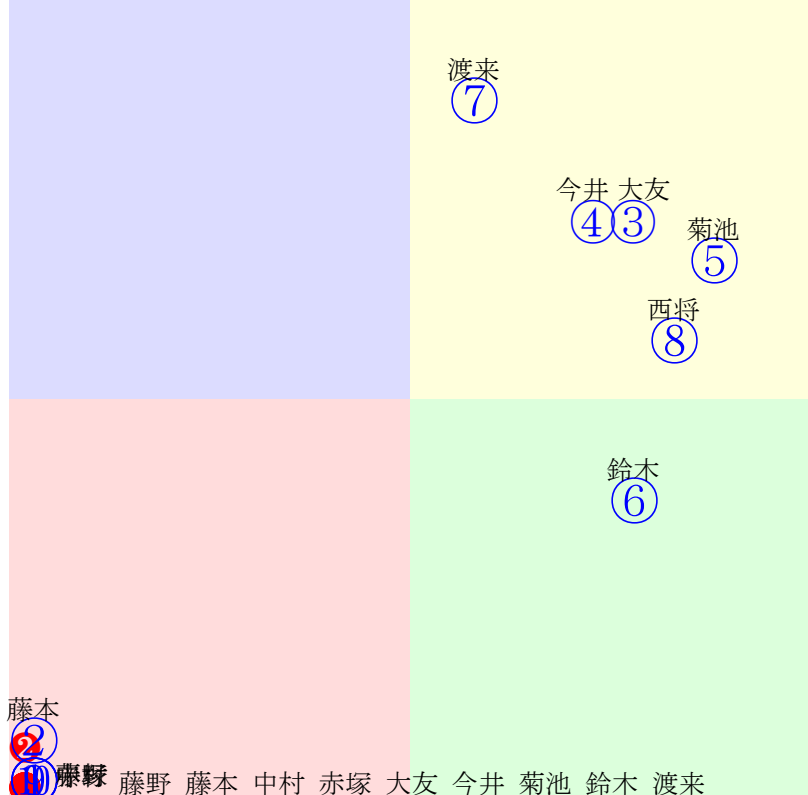 渡来
⑦
今井 大友
④③
菊池
⑤
西将
⑧
鈴木
⑥
藤本
②
藤野 藤本 中村 赤塚 大友 今井 菊池 鈴木 渡来